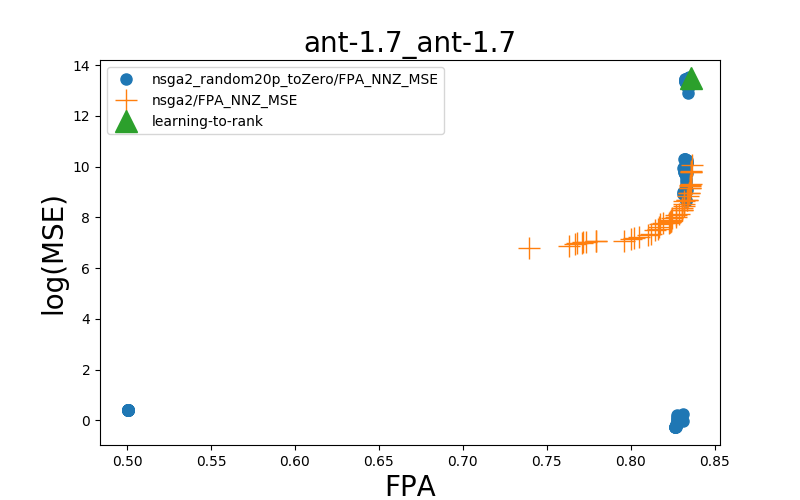 ant-1.7_ant-1.7
nsga2_random20p_toZero/FPA_NNZ_MSE
nsga2/FPA_NNZ_MSE
learning-to-rank
log(MSE)
14
12
10
8
6
4
2
0
0.50
0.55
0.60
0.65
0.70
0.75
0.80
0.85
FPA